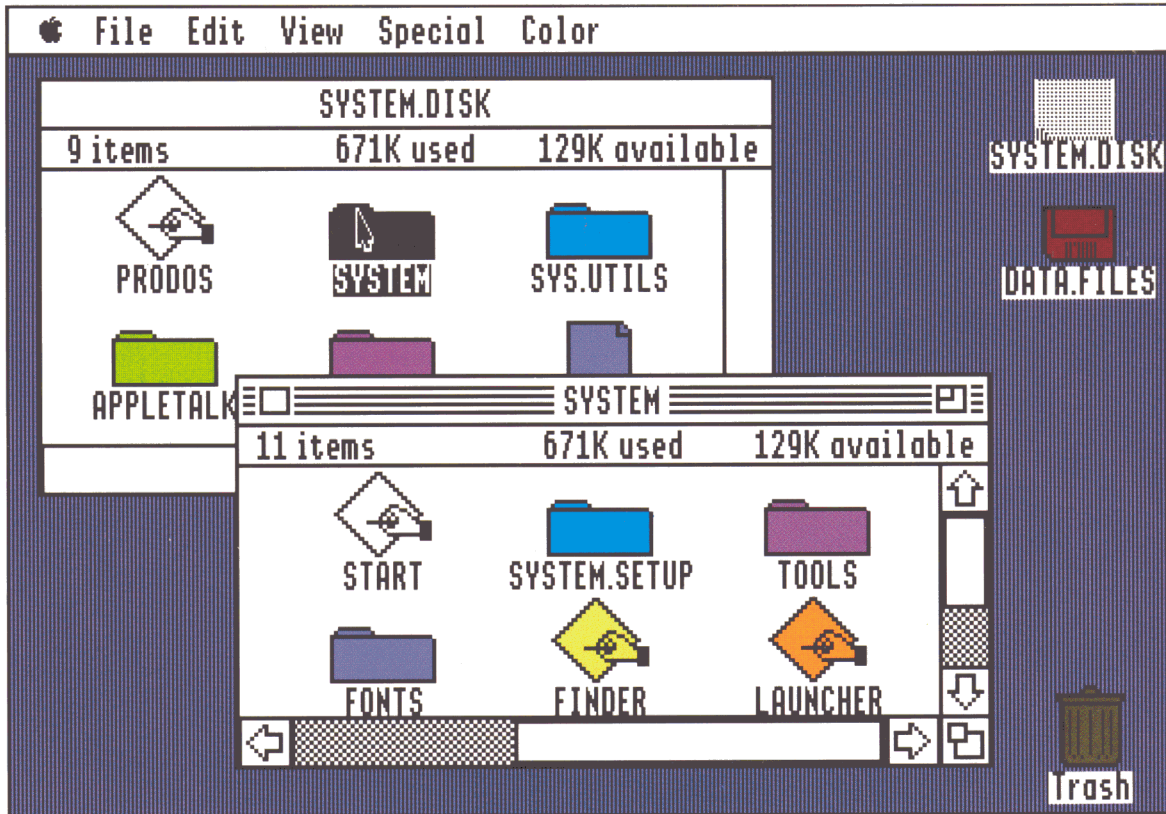 File Edit View Special Color
SYSTEM.DISK
9 items 671K used 129K available
PRODOS SYSTEM SYS.UTILS
APPLETALK
SYSTEM
11 items 671K used 129K available
START SYSTEM.SETUP TOOLS
FONTS FINDER LAUNCHER
SYSTEM.DISK
DATA.FILES
Trash